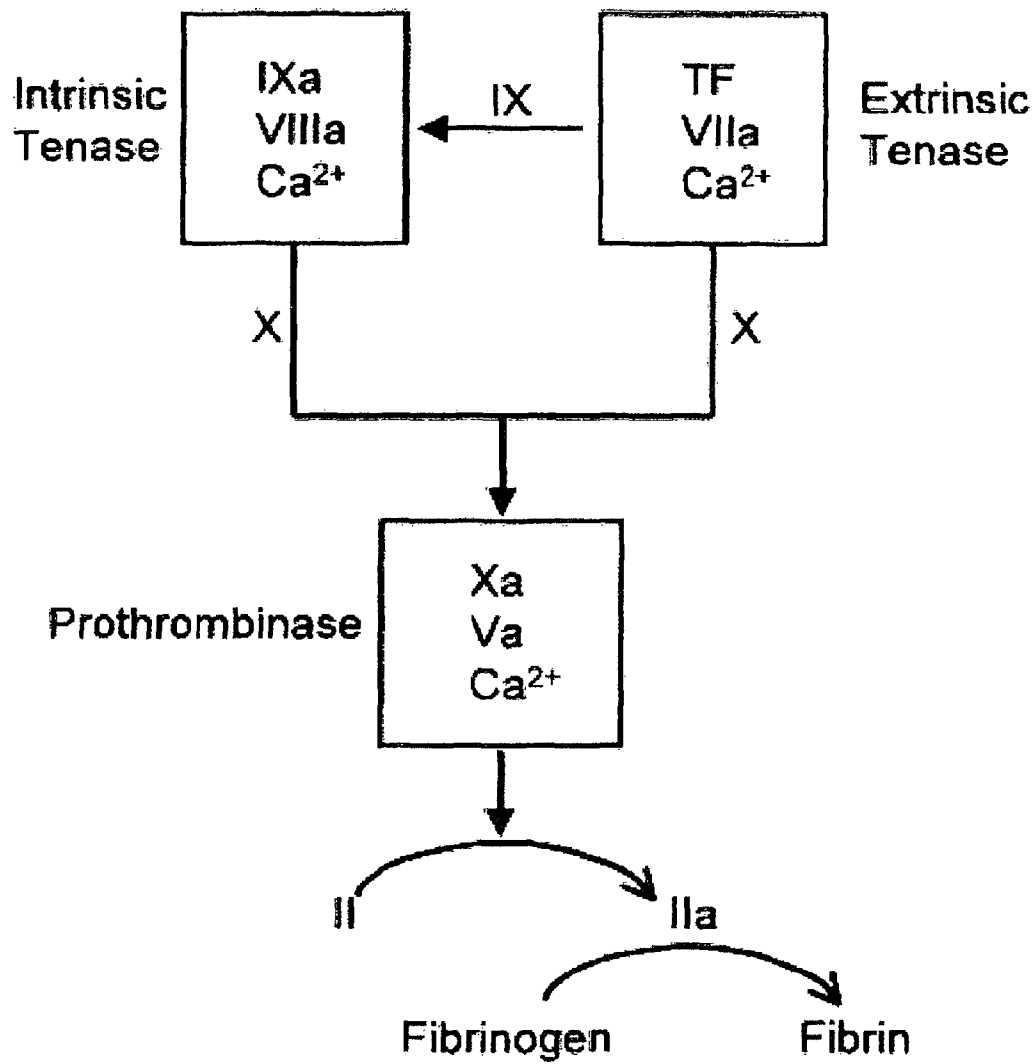 Intrinsic
Tenase
IXa
VIIIa
Ca²⁺
IX
TF
VIIa
Ca²⁺
Extrinsic
Tenase
X
X
Prothrombinase
Xa
Va
Ca²⁺
II
IIa
Fibrinogen
Fibrin